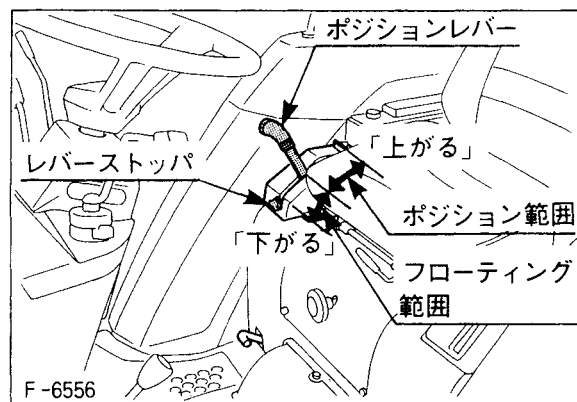 ポジションレバー
レバーストッパ
「上がる」
ポジション範囲
「下がる」
フローティング
範囲
F-6556